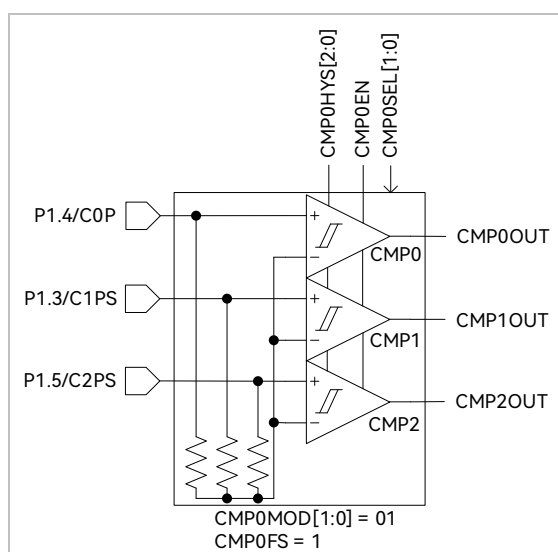 CMP0HYS[2:0]
CMP0EN
CMP0SEL[1:0]
P1.4/C0P
+
-
CMP0
CMP0OUT
P1.3/C1PS
+
-
CMP1
CMP1OUT
P1.5/C2PS
+
-
CMP2
CMP2OUT
CMP0MOD[1:0] = 01
CMP0FS = 1